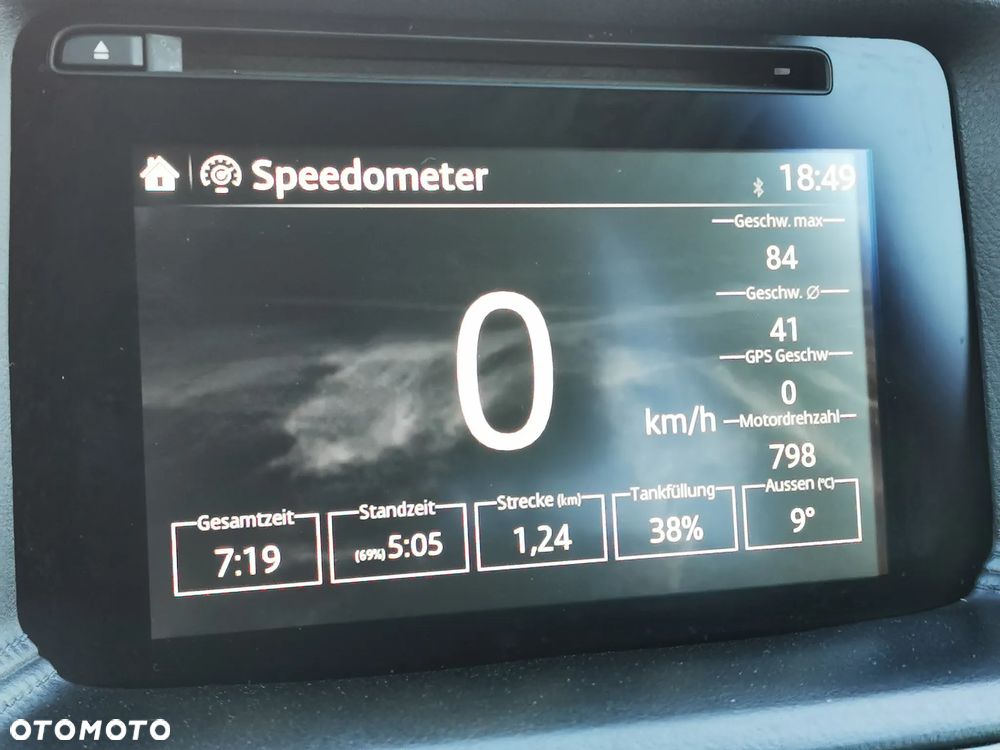 Speedometer
18:49
Geschw. max
84
Geschw. Ø
41
GPS Geschw
0
0
km/h
Motordrehzahl
798
Gesamtzeit
7:19
Standzeit
(69%) 5:05
Strecke (km)
1,24
Tankfüllung
38%
Aussen (°C)
9°
OTOMOTO